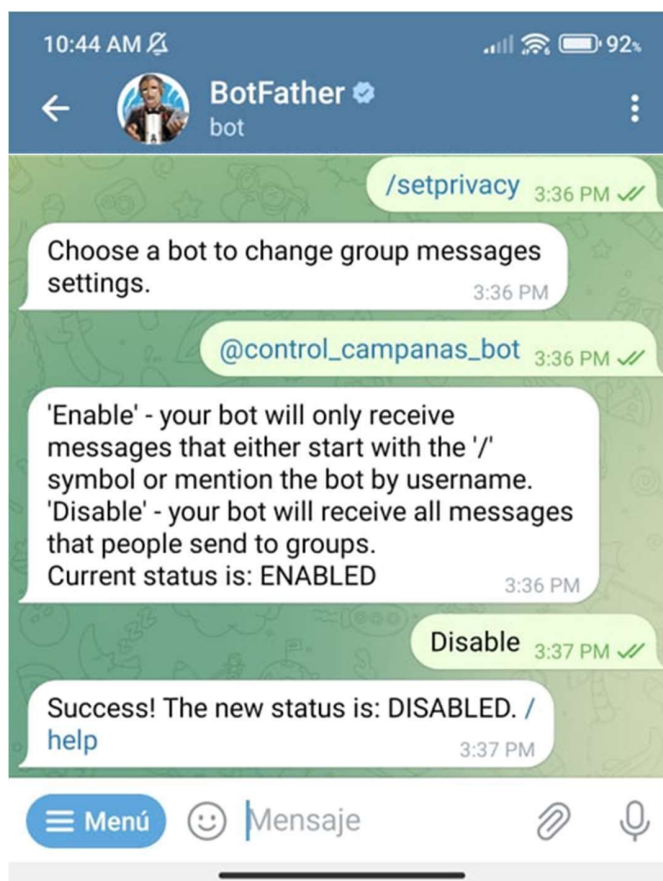 10:44 AM
92%
BotFather
bot
/setprivacy 3:36 PM
Choose a bot to change group messages
settings.
3:36 PM
@control_campanas_bot 3:36 PM
'Enable' - your bot will only receive
messages that either start with the '/'
symbol or mention the bot by username.
'Disable' - your bot will receive all messages
that people send to groups.
Current status is: ENABLED
3:36 PM
Disable 3:37 PM
Success! The new status is: DISABLED. /
help
3:37 PM
Menú
Mensaje